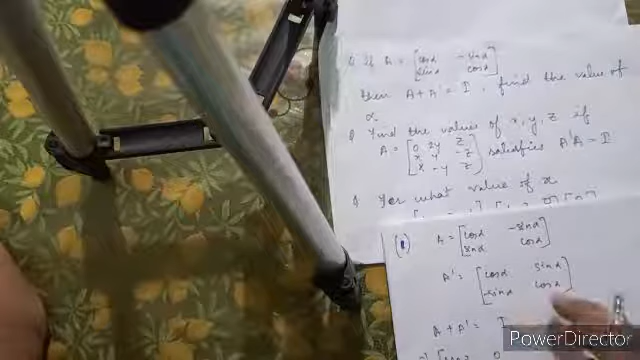 Q If A = [cosα -sinα
sinα cosα]
then A + A' = I, find the value of
α
Q Find the values of x, y, z if
A = [0 2y z
x y -z
x -y z] satisfies A'A = I
Q For what value of x
(1) A = [cosα -sinα
sinα cosα]
A' = [cosα sinα
-sinα cosα]
A + A' = I
PowerDirector